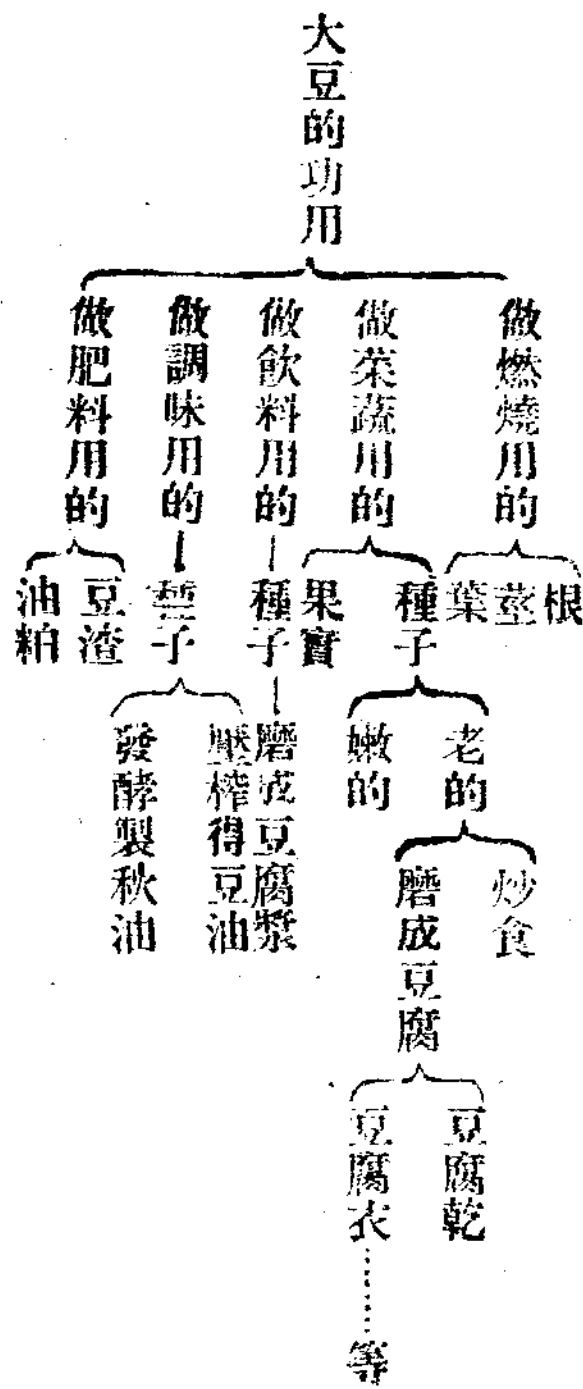 大豆的功用
做燃燒用的
根
莖
葉
做菜蔬用的
種子
老的
炒食
磨成豆腐
豆腐乾
豆腐衣……等
嫩的
果實
做飲料用的
種子
磨成豆腐漿
做調味用的
種子
壓榨得豆油
發酵製秋油
做肥料用的
豆渣
油粕